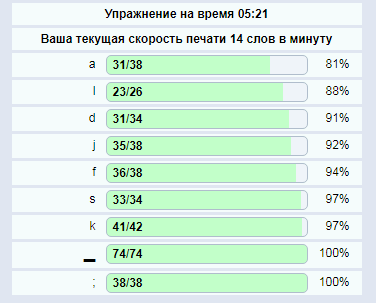 Упражнение на время 05:21
Ваша текущая скорость печати 14 слов в минуту
a 31/38 81%
l 23/26 88%
d 31/34 91%
j 35/38 92%
f 36/38 94%
s 33/34 97%
k 41/42 97%
▂ 74/74 100%
; 38/38 100%